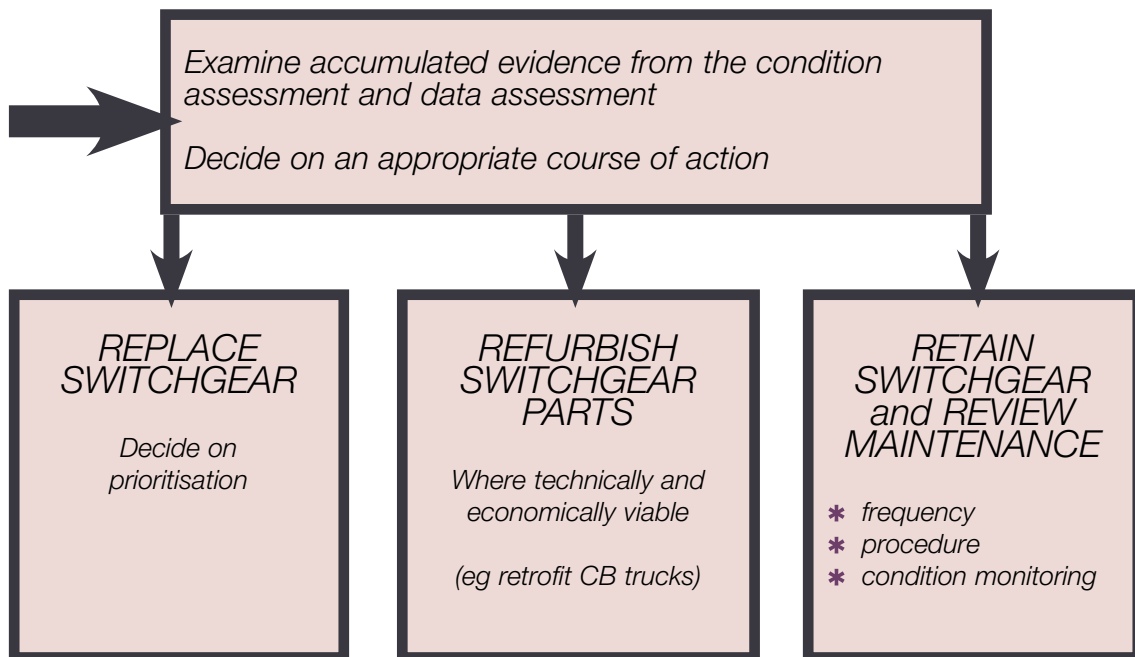 Examine accumulated evidence from the condition
assessment and data assessment
Decide on an appropriate course of action
REPLACE
SWITCHGEAR
Decide on
prioritisation
REFURBISH
SWITCHGEAR
PARTS
Where technically and
economically viable
(eg retrofit CB trucks)
RETAIN
SWITCHGEAR
and REVIEW
MAINTENANCE
* frequency
* procedure
* condition monitoring